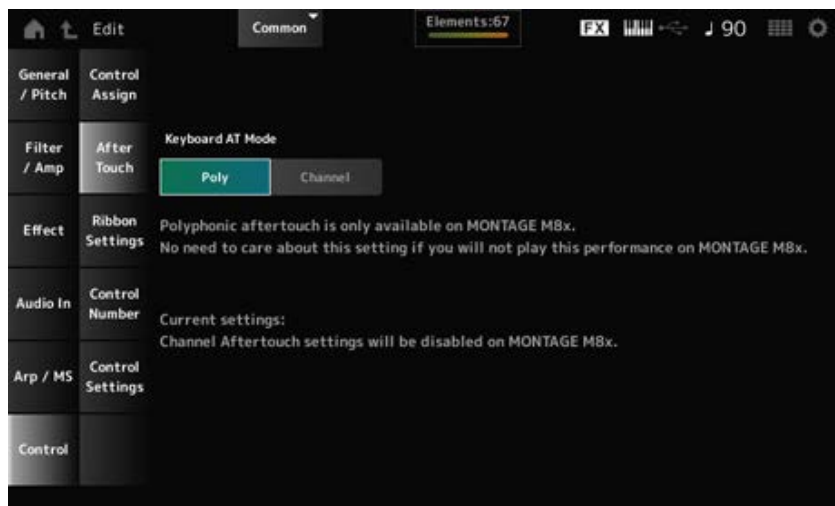 Edit
Common
Elements:67
FX
♩ 90
General / Pitch
Control Assign
Filter / Amp
After Touch
Keyboard AT Mode
Poly
Channel
Effect
Ribbon Settings
Polyphonic aftertouch is only available on MONTAGE M8x.
No need to care about this setting if you will not play this performance on MONTAGE M8x.
Audio In
Control Number
Current settings:
Channel Aftertouch settings will be disabled on MONTAGE M8x.
Arp / MS
Control Settings
Control